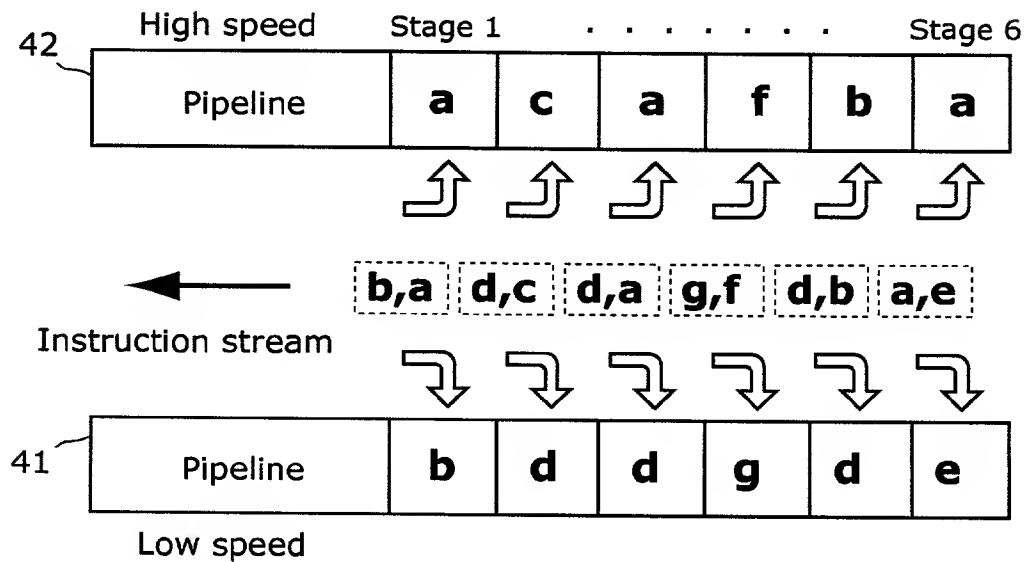 High speed Stage 1 . . . . . . . Stage 6
42
Pipeline a c a f b a
b,a d,c d,a g,f d,b a,e
Instruction stream
41
Pipeline b d d g d e
Low speed